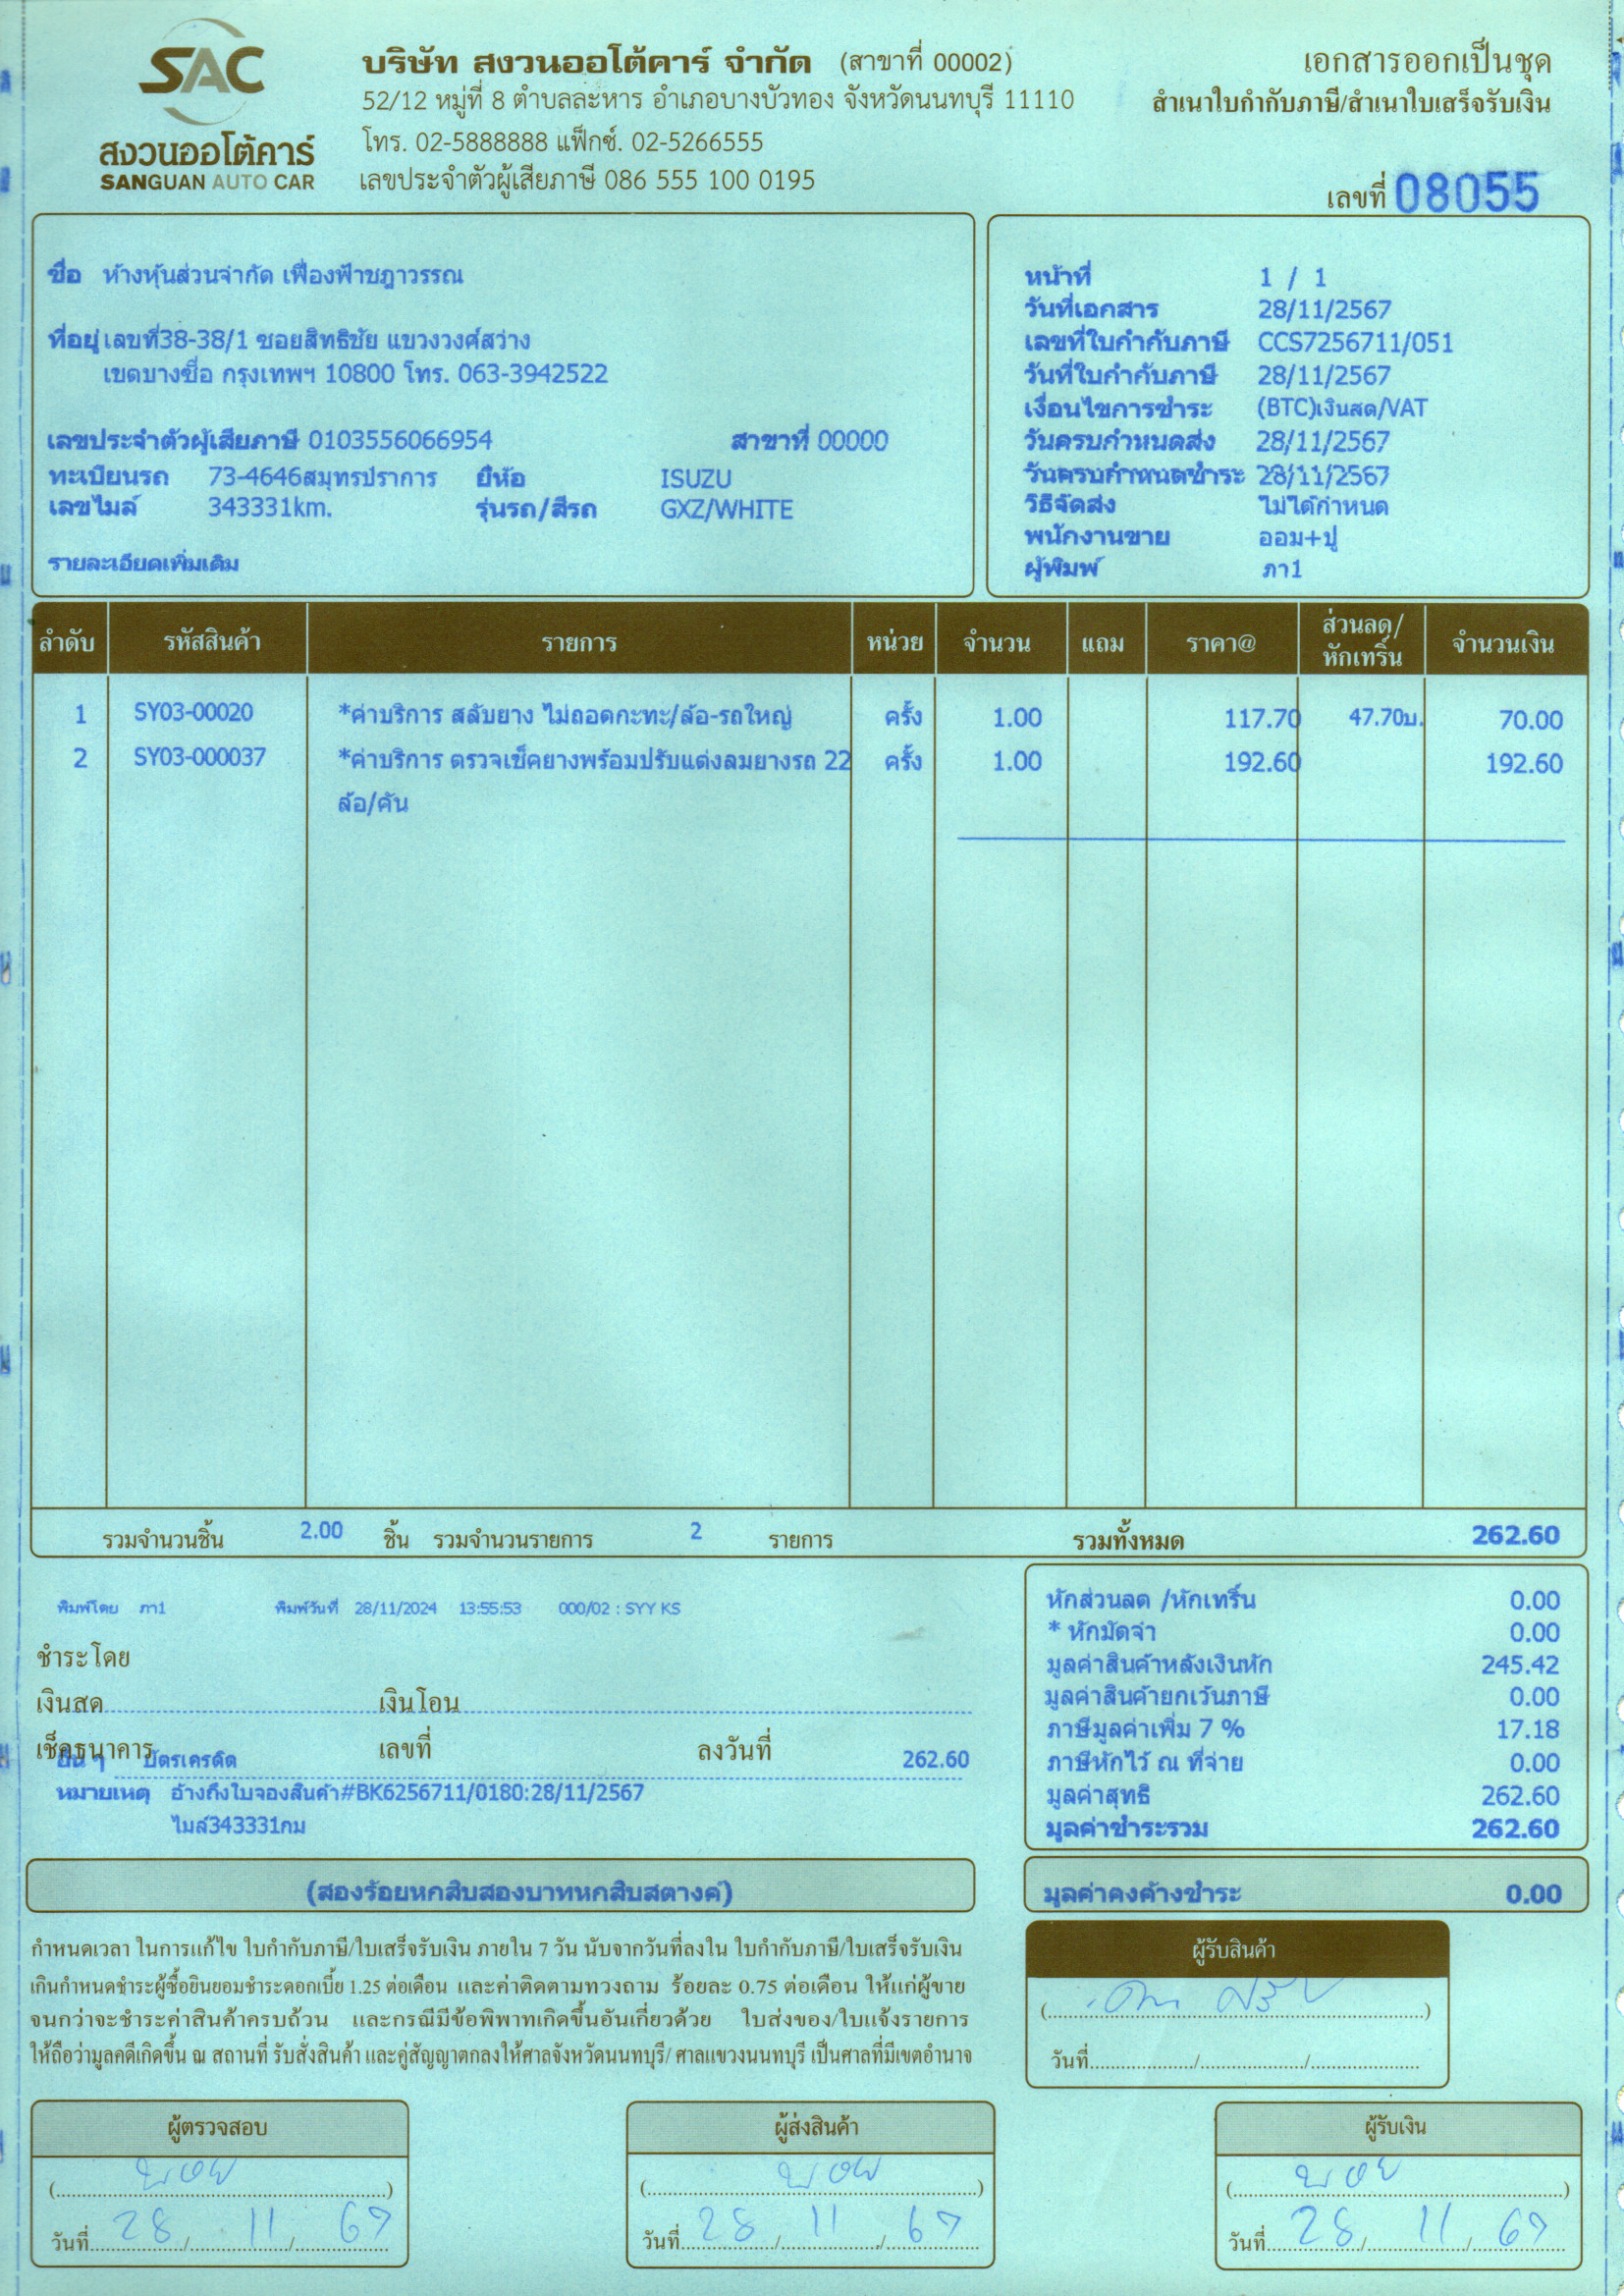 SAC
สงวนออโต้คาร์
SANGUAN AUTO CAR
บริษัท สงวนออโต้คาร์ จำกัด (สาขาที่ 00002)
52/12 หมู่ที่ 8 ตำบลละหาร อำเภอบางบัวทอง จังหวัดนนทบุรี 11110
โทร. 02-5888888 แฟ็กซ์. 02-5266555
เลขประจำตัวผู้เสียภาษี 086 555 100 0195
เอกสารออกเป็นชุด
สำเนาใบกำกับภาษี/สำเนาใบเสร็จรับเงิน
เลขที่ 08055
ชื่อ ห้างหุ้นส่วนจำกัด เฟื่องฟ้าชฎาวรรณ
ที่อยู่ เลขที่38-38/1 ซอยสิทธิชัย แขวงวงศ์สว่าง
เขตบางซื่อ กรุงเทพฯ 10800 โทร. 063-3942522
เลขประจำตัวผู้เสียภาษี 0103556066954 สาขาที่ 00000
ทะเบียนรถ 73-4646สมุทรปราการ ยี่ห้อ ISUZU
เลขไมล์ 343331km. รุ่นรถ/สีรถ GXZ/WHITE
รายละเอียดเพิ่มเติม
หน้าที่ 1 / 1
วันที่เอกสาร 28/11/2567
เลขที่ใบกำกับภาษี CCS7256711/051
วันที่ใบกำกับภาษี 28/11/2567
เงื่อนไขการชำระ (BTC)เงินสด/VAT
วันครบกำหนดส่ง 28/11/2567
วันครบกำหนดชำระ 28/11/2567
วิธีจัดส่ง ไม่ได้กำหนด
พนักงานขาย ออม+ปู
ผู้พิมพ์ ภา1
ลำดับ รหัสสินค้า รายการ หน่วย จำนวน แถม ราคา@ ส่วนลด/หักเทริ์น จำนวนเงิน
1 SY03-00020 *ค่าบริการ สลับยาง ไม่ถอดกะทะ/ล้อ-รถใหญ่ ครั้ง 1.00 117.70 47.70บ. 70.00
2 SY03-000037 *ค่าบริการ ตรวจเช็คยางพร้อมปรับแต่งลมยางรถ 22 ครั้ง 1.00 192.60 192.60
ล้อ/คัน
รวมจำนวนชิ้น 2.00 ชิ้น รวมจำนวนรายการ 2 รายการ รวมทั้งหมด 262.60
พิมพ์โดย ภา1 พิมพ์วันที่ 28/11/2024 13:55:53 000/02 : SYY KS
ชำระโดย
เงินสด เงินโอน
เช็คธนาคาร เลขที่ ลงวันที่
อื่น ๆ บัตรเครดิต 262.60
หมายเหตุ อ้างถึงใบจองสินค้า#BK6256711/0180:28/11/2567
ไมล์343331กม
หักส่วนลด /หักเทริ์น 0.00
* หักมัดจำ 0.00
มูลค่าสินค้าหลังเงินหัก 245.42
มูลค่าสินค้ายกเว้นภาษี 0.00
ภาษีมูลค่าเพิ่ม 7 % 17.18
ภาษีหักไว้ ณ ที่จ่าย 0.00
มูลค่าสุทธิ 262.60
มูลค่าชำระรวม 262.60
(สองร้อยหกสิบสองบาทหกสิบสตางค์)
มูลค่าคงค้างชำระ 0.00
กำหนดเวลา ในการแก้ไข ใบกำกับภาษี/ใบเสร็จรับเงิน ภายใน 7 วัน นับจากวันที่ลงใน ใบกำกับภาษี/ใบเสร็จรับเงิน
เกินกำหนดชำระผู้ซื้อยินยอมชำระดอกเบี้ย 1.25 ต่อเดือน และค่าติดตามทวงถาม ร้อยละ 0.75 ต่อเดือน ให้แก่ผู้ขาย
จนกว่าจะชำระค่าสินค้าครบถ้วน และกรณีมีข้อพิพาทเกิดขึ้นอันเกี่ยวด้วย ใบส่งของ/ใบแจ้งรายการ
ให้ถือว่ามูลคดีเกิดขึ้น ณ สถานที่ รับสั่งสินค้า และคู่สัญญาตกลงให้ศาลจังหวัดนนทบุรี/ ศาลแขวงนนทบุรี เป็นศาลที่มีเขตอำนาจ
ผู้รับสินค้า
วันที่ / /
ผู้ตรวจสอบ ผู้ส่งสินค้า ผู้รับเงิน
วันที่ 28 / 11 / 67 วันที่ 28 / 11 / 67 วันที่ 28 / 11 / 67